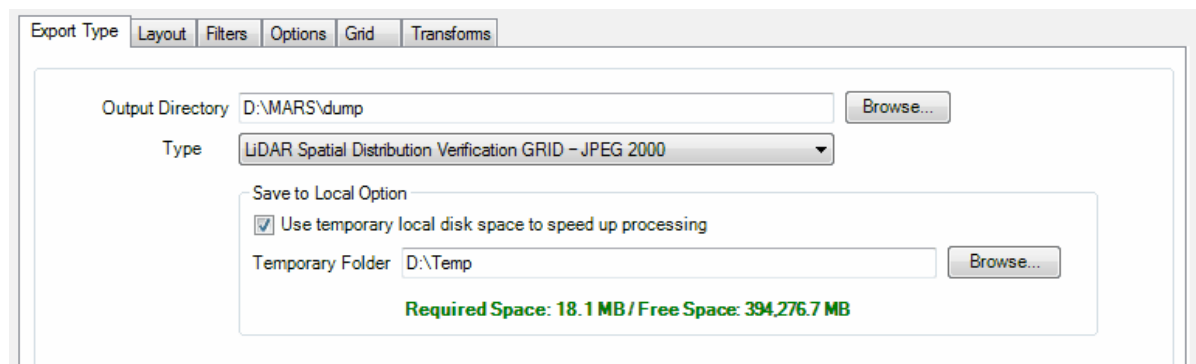 Export Type Layout Filters Options Grid Transforms
Output Directory D:\MARS\dump Browse...
Type LiDAR Spatial Distribution Verification GRID – JPEG 2000
Save to Local Option
Use temporary local disk space to speed up processing
Temporary Folder D:\Temp Browse...
Required Space: 18.1 MB / Free Space: 394,276.7 MB